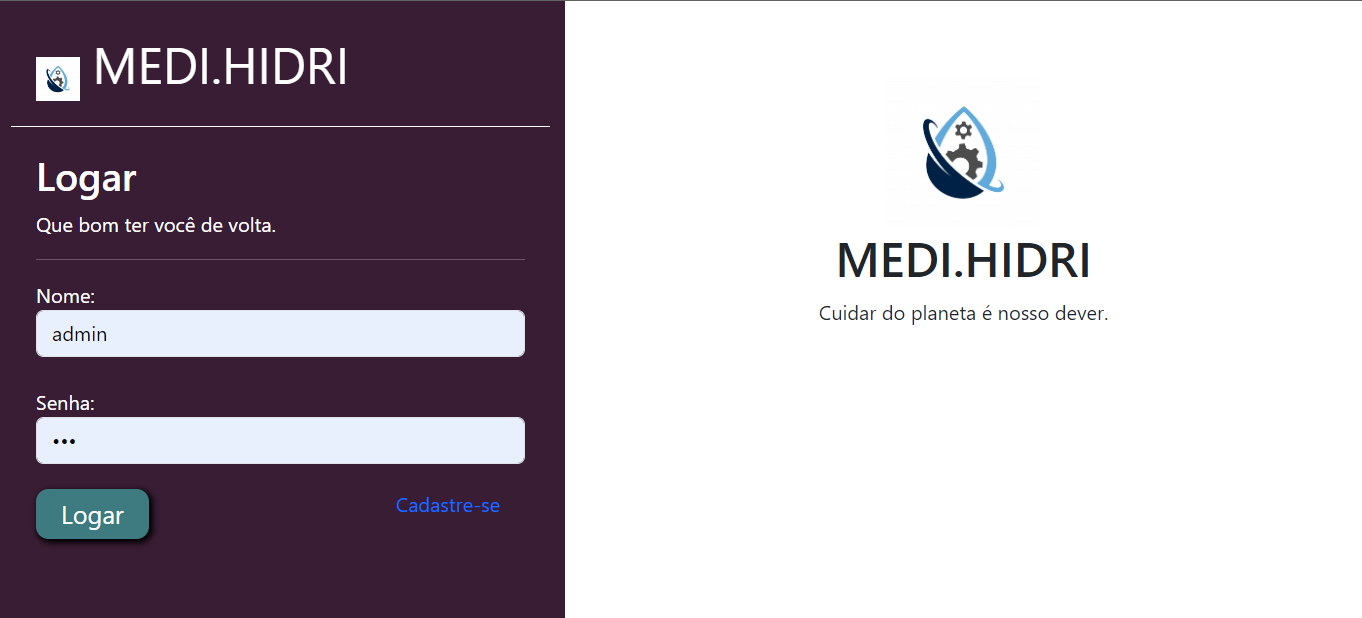 MEDI.HIDRI
Logar
Que bom ter você de volta.
Nome:
admin
Senha:
•••
Logar
Cadastre-se
MEDI.HIDRI
Cuidar do planeta é nosso dever.